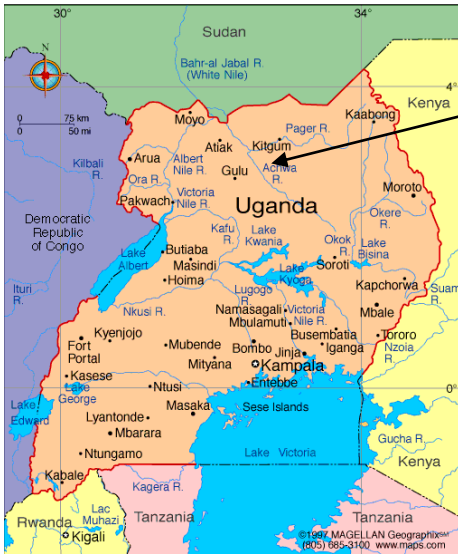 30°
34°
Sudan
N
Bahr-al Jabal R.
(White Nile)
4°
Kenya
0
75 km
0
50 mi
Moyo
Kaabong
Pager R.
Atiak
Kitgum
Kilbali
R.
Arua
Albert
Nile R.
Achwa
R.
Ora R.
Gulu
Moroto
Pakwach
Victoria
Nile R.
Uganda
Okere
R.
Democratic
Republic
of Congo
Kafu
R.
Lake
Kwania
Okok
R.
Lake
Bisina
Lake
Albert
Butiaba
Masindi
Soroti
Hoima
Lake
Kyoga
Kapchorwa
Ituri
R.
Lugogo
R.
Suam
R.
Nkusi R.
Namasagali
Victoria
Nile R.
Mbale
Mbulamuti
Kyenjojo
Fort
Portal
Mubende
Bombo
Busembatia
Tororo
Mityana
Jinja
Iganga
Nzoia
R.
Kampala
Kasese
Entebbe
0°
Lake
George
Ntusi
Lake
Edward
Masaka
Sese Islands
Lyantonde
Mbarara
Gucha R.
Ntungamo
Lake Victoria
Kenya
Kabale
Kagera R.
Rwanda
Lac
Muhazi
Tanzania
Tanzania
Kigali
©1997 MAGELLAN Geographix℠
(805) 685-3100 www.maps.com